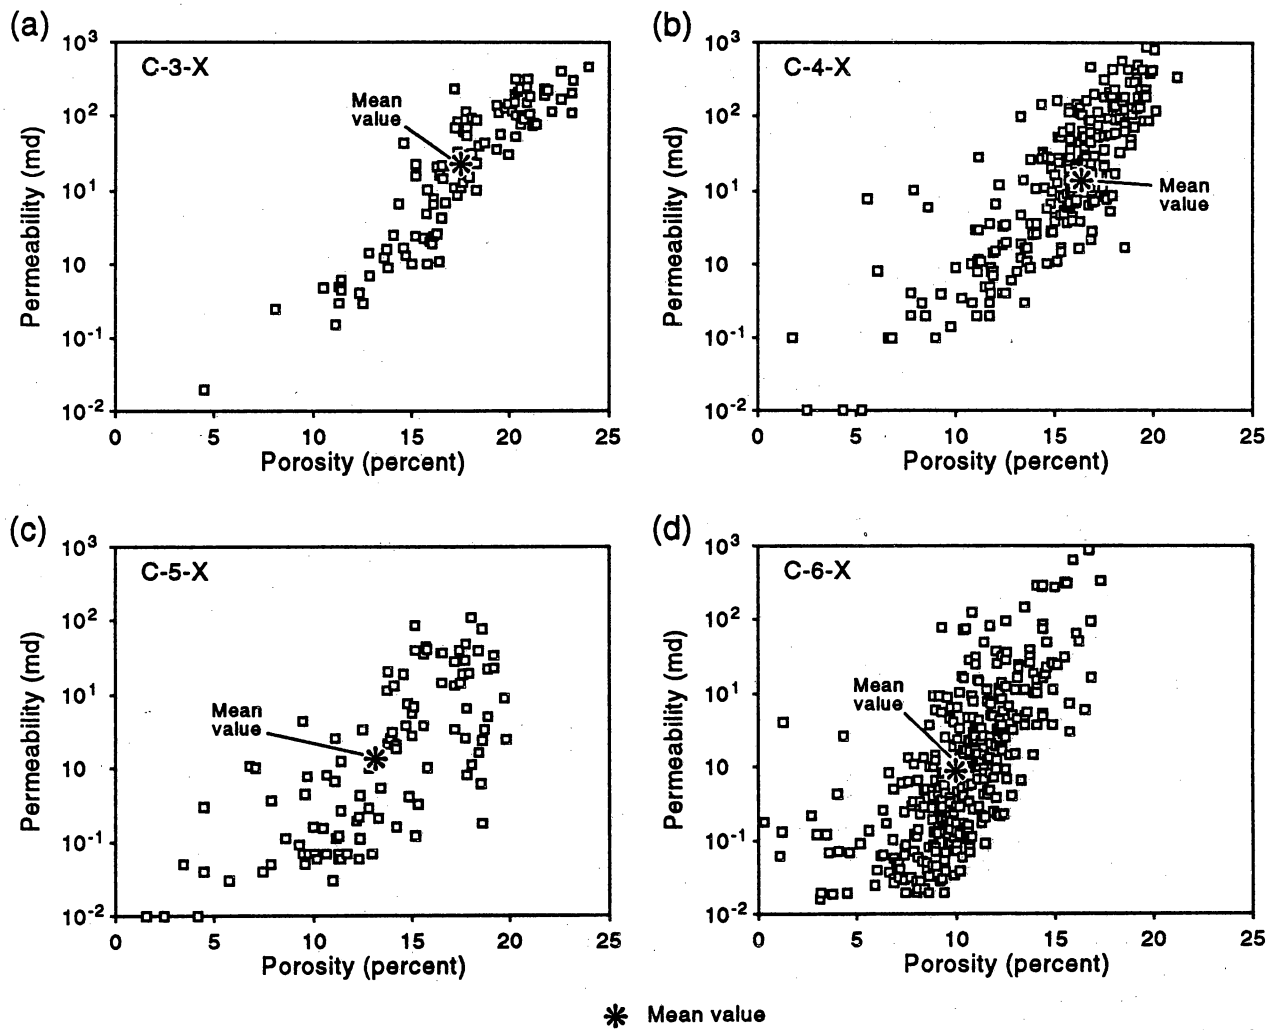 (a)
C-3-X
Mean
value
Permeability (md)
10³
10²
10¹
10
10⁻¹
10⁻²
0 5 10 15 20 25
Porosity (percent)
(b)
C-4-X
Mean
value
Permeability (md)
10³
10²
10¹
10
10⁻¹
10⁻²
0 5 10 15 20 25
Porosity (percent)
(c)
C-5-X
Mean
value
Permeability (md)
10³
10²
10¹
10
10⁻¹
10⁻²
0 5 10 15 20 25
Porosity (percent)
(d)
C-6-X
Mean
value
Permeability (md)
10³
10²
10¹
10
10⁻¹
10⁻²
0 5 10 15 20 25
Porosity (percent)
Mean value